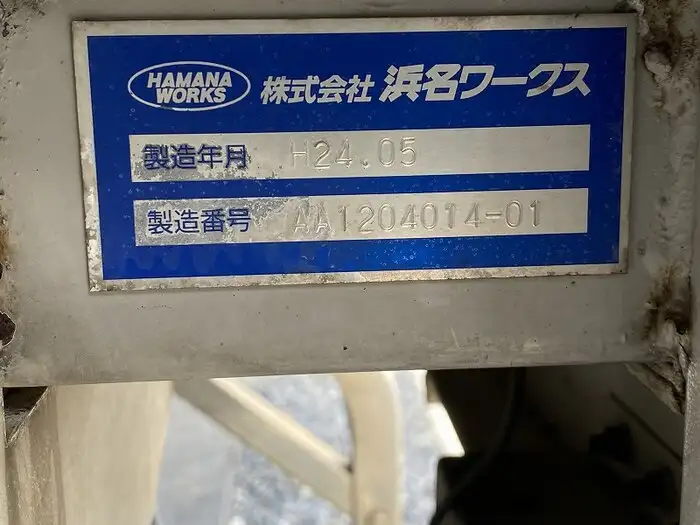 HAMANA
WORKS
株式会社 浜名ワークス
製造年月 H24.05
製造番号 AA1204014-01